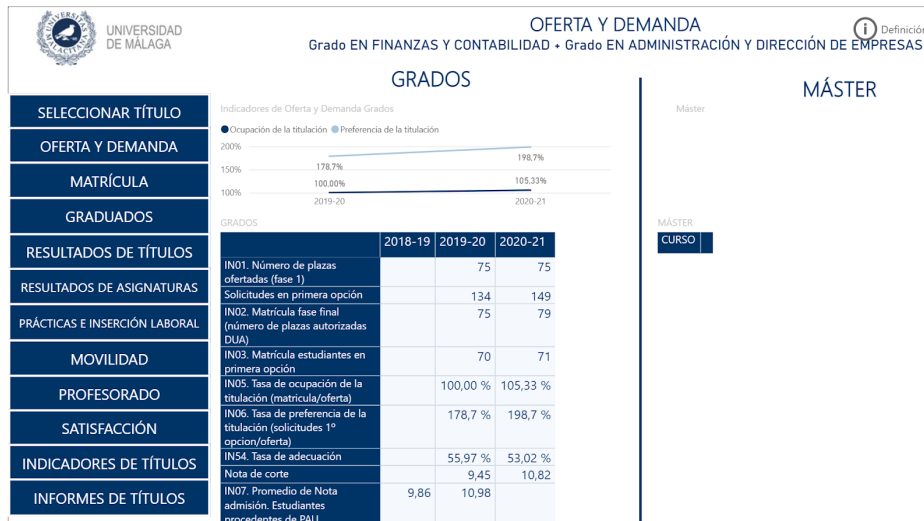 UNIVERSIDAD
DE MÁLAGA
OFERTA Y DEMANDA
Grado EN FINANZAS Y CONTABILIDAD + Grado EN ADMINISTRACIÓN Y DIRECCIÓN DE EMPRESAS
i Definición
GRADOS
MÁSTER
SELECCIONAR TÍTULO
OFERTA Y DEMANDA
MATRÍCULA
GRADUADOS
RESULTADOS DE TÍTULOS
RESULTADOS DE ASIGNATURAS
PRÁCTICAS E INSERCIÓN LABORAL
MOVILIDAD
PROFESORADO
SATISFACCIÓN
INDICADORES DE TÍTULOS
INFORMES DE TÍTULOS
Indicadores de Oferta y Demanda Grados
Ocupación de la titulación Preferencia de la titulación
200%
150%
100%
178,7% 198,7%
100,00% 105,33%
2019-20 2020-21
GRADOS
2018-19 2019-20 2020-21
IN01. Número de plazas
ofertadas (fase 1) 75 75
Solicitudes en primera opción 134 149
IN02. Matrícula fase final 75 79
(número de plazas autorizadas
DUA)
IN03. Matrícula estudiantes en 70 71
primera opción
IN05. Tasa de ocupación de la 100,00 % 105,33 %
titulación (matricula/oferta)
IN06. Tasa de preferencia de la 178,7 % 198,7 %
titulación (solicitudes 1º
opcion/oferta)
IN54. Tasa de adecuación 55,97 % 53,02 %
Nota de corte 9,45 10,82
IN07. Promedio de Nota 9,86 10,98
admisión. Estudiantes
procedentes de PAU
Máster
MÁSTER
CURSO